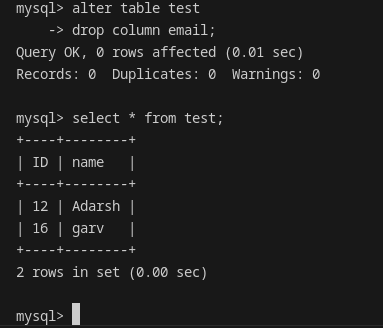 mysql> alter table test
    -> drop column email;
Query OK, 0 rows affected (0.01 sec)
Records: 0  Duplicates: 0  Warnings: 0

mysql> select * from test;
+----+--------+
| ID | name   |
+----+--------+
| 12 | Adarsh |
| 16 | garv   |
+----+--------+
2 rows in set (0.00 sec)

mysql>